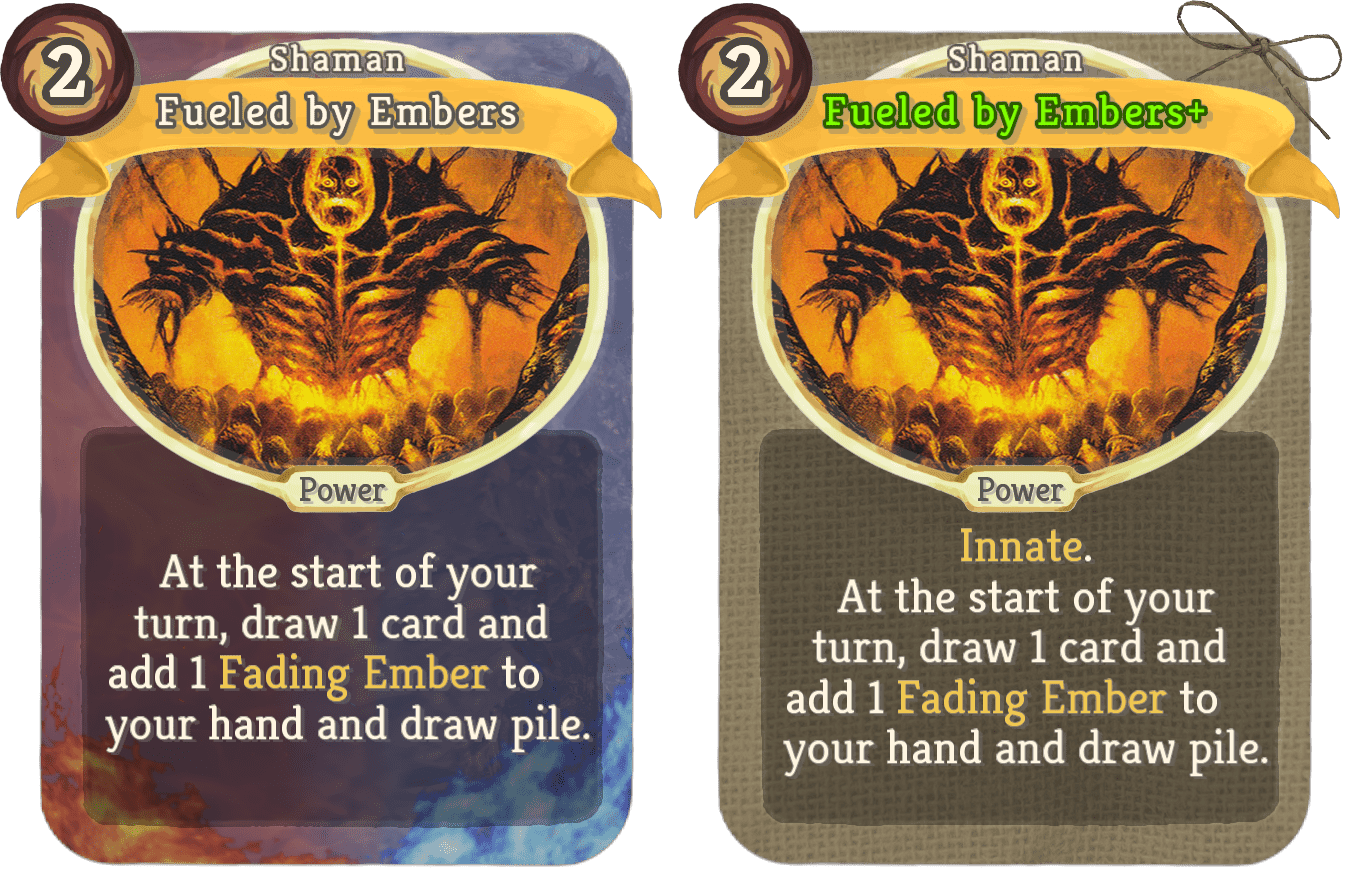 2
Shaman
Fueled by Embers
Power
At the start of your
turn, draw 1 card and
add 1 Fading Ember to
your hand and draw pile.
2
Shaman
Fueled by Embers+
Power
Innate.
At the start of your
turn, draw 1 card and
add 1 Fading Ember to
your hand and draw pile.